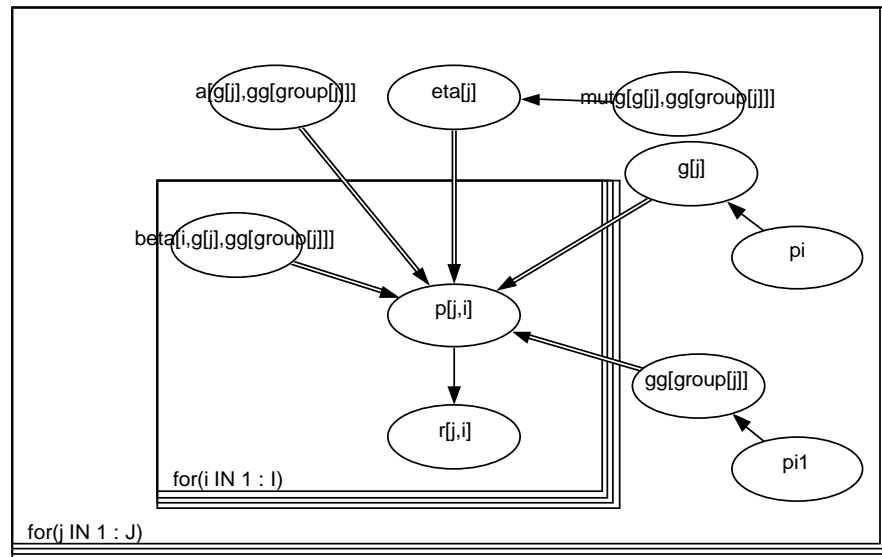 a[g[j],gg[group[j]]]
eta[j]
mutg[g[j],gg[group[j]]]
g[j]
beta[i,g[j],gg[group[j]]]
pi
p[j,i]
gg[group[j]]
r[j,i]
pi1
for(i IN 1 : I)
for(j IN 1 : J)